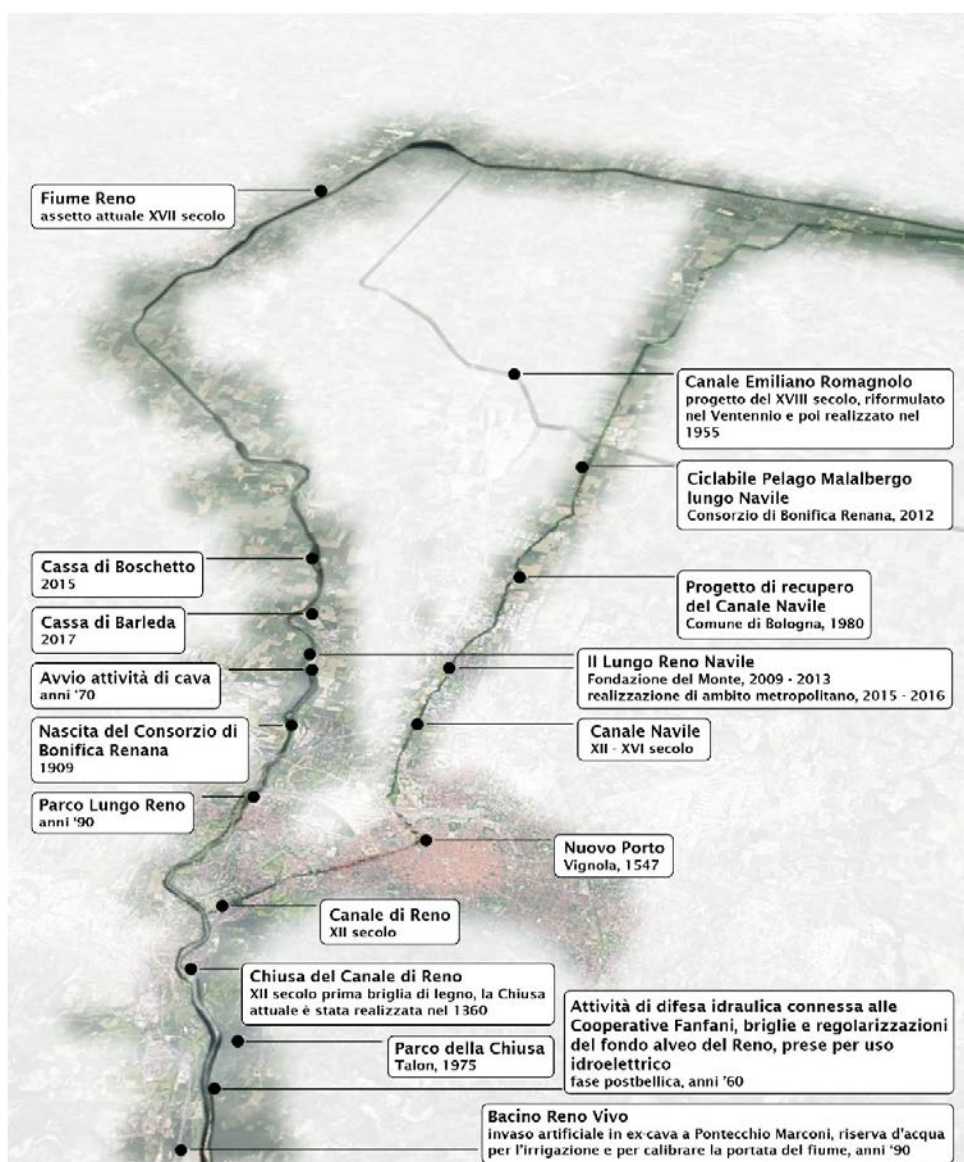 Fiume Reno
assetto attuale XVII secolo
Canale Emiliano Romagnolo
progetto del XVIII secolo, riformulato
nel Ventennio e poi realizzato nel
1955
Ciclabile Pelago Malalbergo
lungo Navile
Consorzio di Bonifica Renana, 2012
Cassa di Boschetto
2015
Progetto di recupero
del Canale Navile
Comune di Bologna, 1980
Cassa di Barleda
2017
Il Lungo Reno Navile
Fondazione del Monte, 2009 - 2013
realizzazione di ambito metropolitano, 2015 - 2016
Avvio attività di cava
anni '70
Nascita del Consorzio di
Bonifica Renana
1909
Canale Navile
XII - XVI secolo
Parco Lungo Reno
anni '90
Nuovo Porto
Vignola, 1547
Canale di Reno
XII secolo
Chiusa del Canale di Reno
XII secolo prima briglia di legno, la Chiusa
attuale è stata realizzata nel 1360
Attività di difesa idraulica connessa alle
Cooperative Fanfani, briglie e regolarizzazioni
del fondo alveo del Reno, prese per uso
idroelettrico
fase postbellica, anni '60
Parco della Chiusa
Talon, 1975
Bacino Reno Vivo
invaso artificiale in ex-cava a Pontecchio Marconi, riserva d'acqua
per l'irrigazione e per calibrare la portata del fiume, anni '90